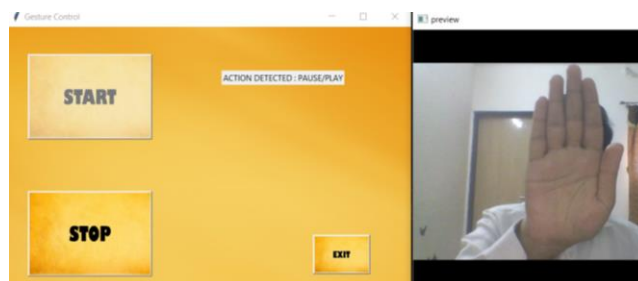 Gesture Control
preview
ACTION DETECTED : PAUSE/PLAY
START
STOP
EXIT